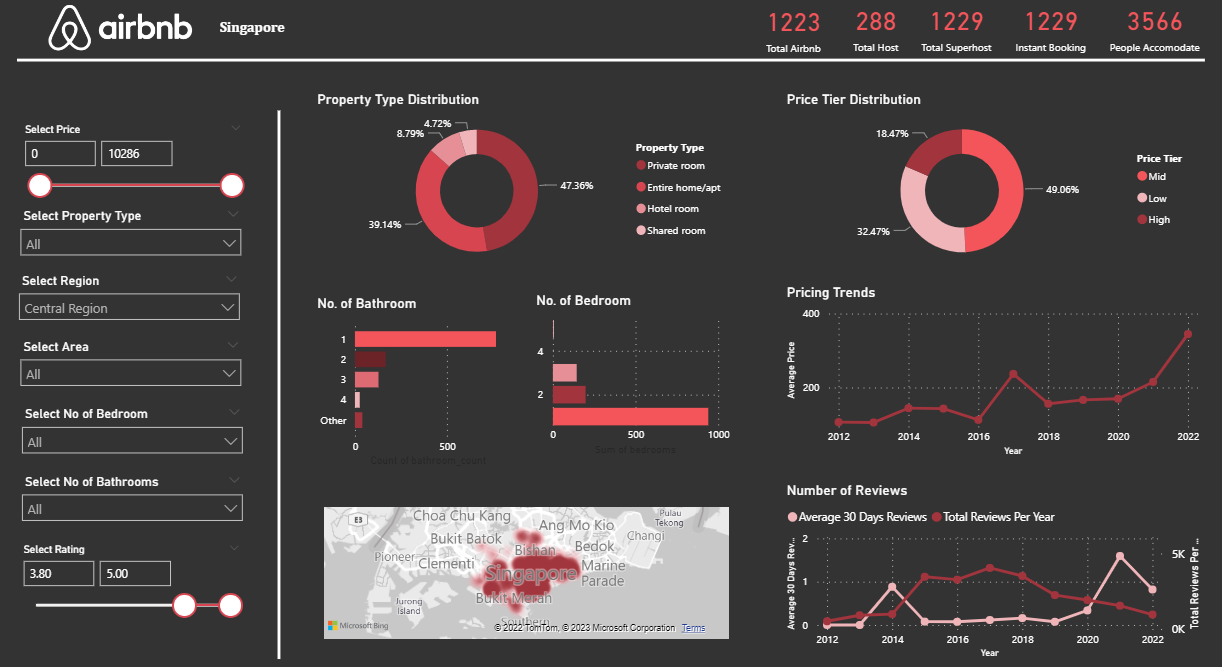 airbnb
Singapore
1223
Total Airbnb
288
Total Host
1229
Total Superhost
1229
Instant Booking
3566
People Accomodate
Select Price
0
10286
Select Property Type
All
Select Region
Central Region
Select Area
All
Select No of Bedroom
All
Select No of Bathrooms
All
Select Rating
3.80
5.00
Property Type Distribution
4.72%
8.79%
39.14%
47.36%
Property Type
Private room
Entire home/apt
Hotel room
Shared room
Price Tier Distribution
18.47%
32.47%
49.06%
Price Tier
Mid
Low
High
No. of Bathroom
1
2
3
4
Other
0
500
Count of bathroom_count
No. of Bedroom
4
2
0
500
1000
Sum of bedrooms
Pricing Trends
Average Price
400
200
2012
2014
2016
2018
2020
2022
Year
E3
Choa Chu Kang
Ang Mo Kio
Pulau
Tekong
Changi
Bukit Batok
Bishan
Bedok
Pioneer
Clementi
Singapore
Marine
Parade
Jurong
Island
Bukit Merah
Southern
Microsoft Bing
© 2022 TomTom, © 2023 Microsoft Corporation
Terms
Number of Reviews
Average 30 Days Reviews
Total Reviews Per Year
Average 30 Days Rev...
2
1
0
5K
0K
Total Reviews Per ...
2012
2014
2016
2018
2020
2022
Year